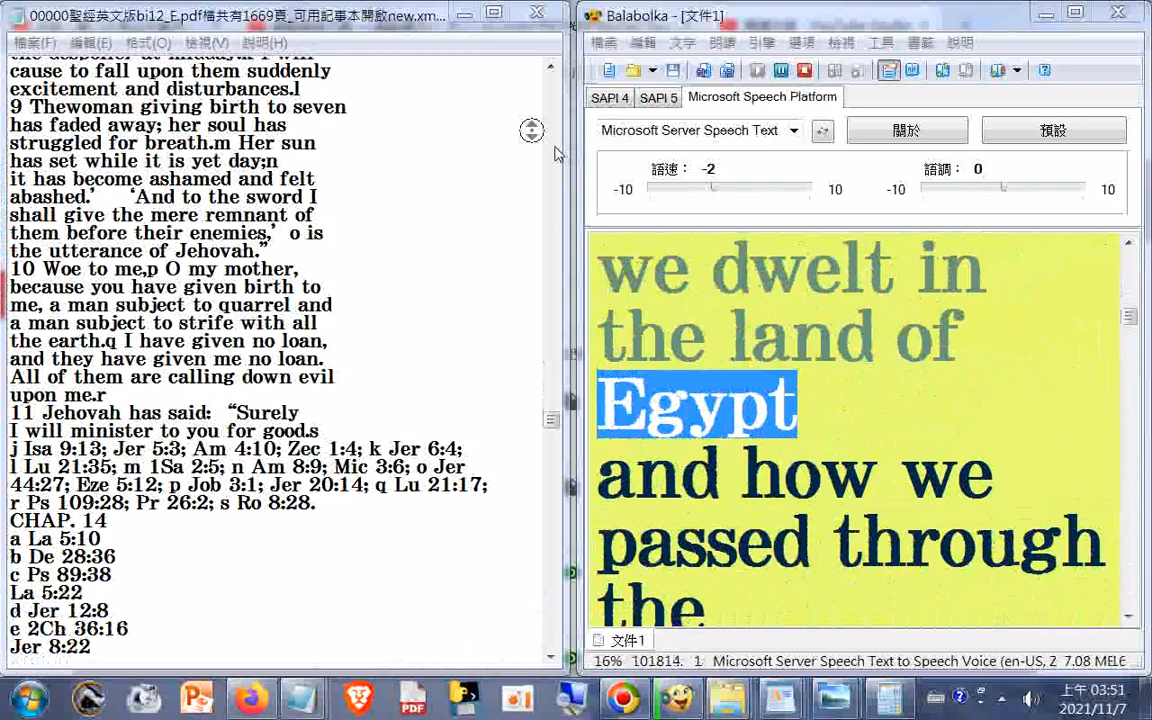 00000聖經英文版bi12_E.pdf檔共有1669頁_可用記事本開啟new.xm...
檔案(F) 編輯(E) 格式(O) 檢視(V) 說明(H)
cause to fall upon them suddenly
excitement and disturbances.l
9 Thewoman giving birth to seven
has faded away; her soul has
struggled for breath.m Her sun
has set while it is yet day;n
it has become ashamed and felt
abashed.’ ‘And to the sword I
shall give the mere remnant of
them before their enemies,’ o is
the utterance of Jehovah.”
10 Woe to me,p O my mother,
because you have given birth to
me, a man subject to quarrel and
a man subject to strife with all
the earth.q I have given no loan,
and they have given me no loan.
All of them are calling down evil
upon me.r
11 Jehovah has said: “Surely
I will minister to you for good.s
j Isa 9:13; Jer 5:3; Am 4:10; Zec 1:4; k Jer 6:4;
l Lu 21:35; m 1Sa 2:5; n Am 8:9; Mic 3:6; o Jer
44:27; Eze 5:12; p Job 3:1; Jer 20:14; q Lu 21:17;
r Ps 109:28; Pr 26:2; s Ro 8:28.
CHAP. 14
a La 5:10
b De 28:36
c Ps 89:38
La 5:22
d Jer 12:8
e 2Ch 36:16
Jer 8:22
Balabolka - [文件1]
檔案 編輯 文字 朗讀 引擎 選項 檢視 工具 書籤 說明
SAPI 4 SAPI 5 Microsoft Speech Platform
Microsoft Server Speech Text 關於 預設
語速： -2 語調： 0
-10 10 -10 10
we dwelt in
the land of
Egypt
and how we
passed through
the
文件1
16% 101814. 1 Microsoft Server Speech Text to Speech Voice (en-US, 2 7.08 MB
上午 03:51
2021/11/7